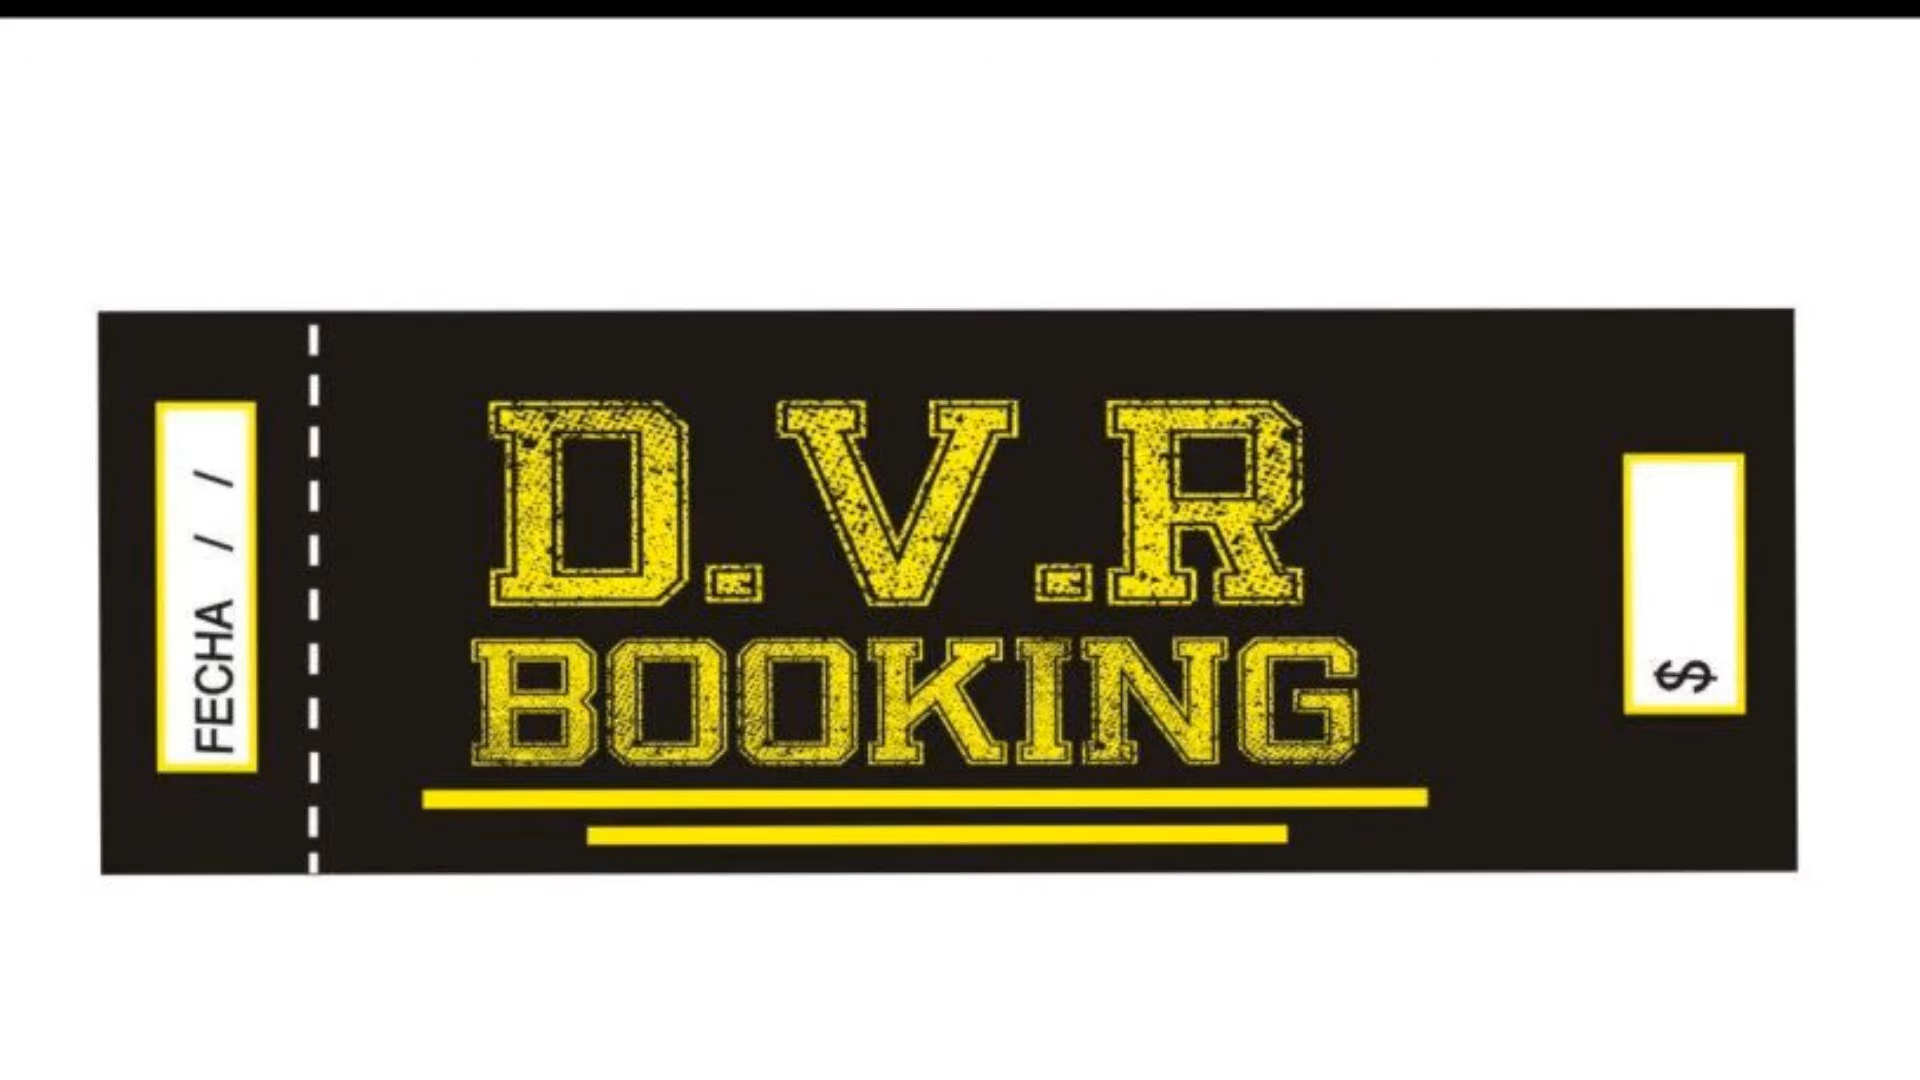 FECHA / /
D.V.R
BOOKING
$